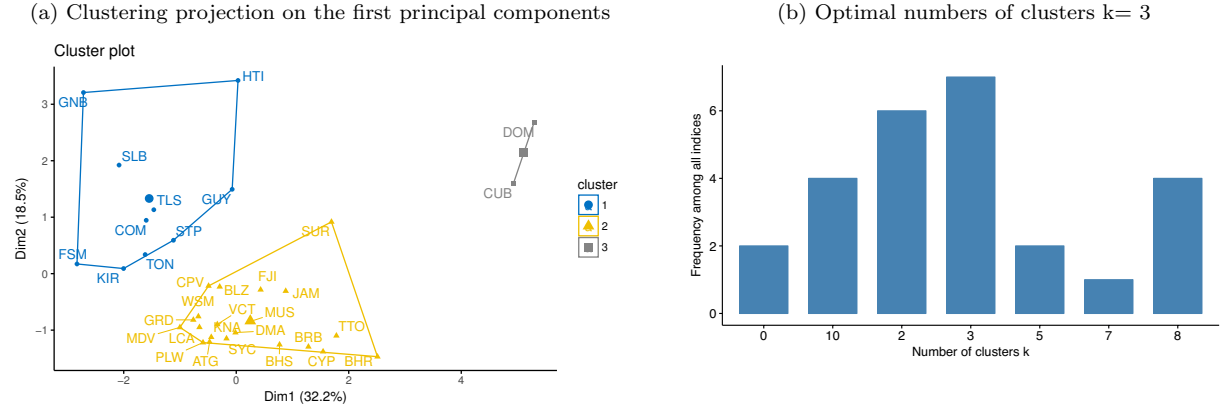 (a) Clustering projection on the first principal components
Cluster plot
Dim2 (18.5%)
3
2
1
0
−1
GNB
HTI
SLB
TLS
GUY
COM
STP
FSM
TON
KIR
DOM
CUB
SUR
CPV
BLZ
FJI
JAM
WSM
VCT
MUS
GRD
KNA
DMA
TTO
MDV
LCA
BRB
PLW
ATG
SYC
BHS
CYP
BHR
−2
0
2
4
Dim1 (32.2%)
cluster
1
2
3
(b) Optimal numbers of clusters k= 3
Frequency among all indices
6
4
2
0
0
10
2
3
5
7
8
Number of clusters k